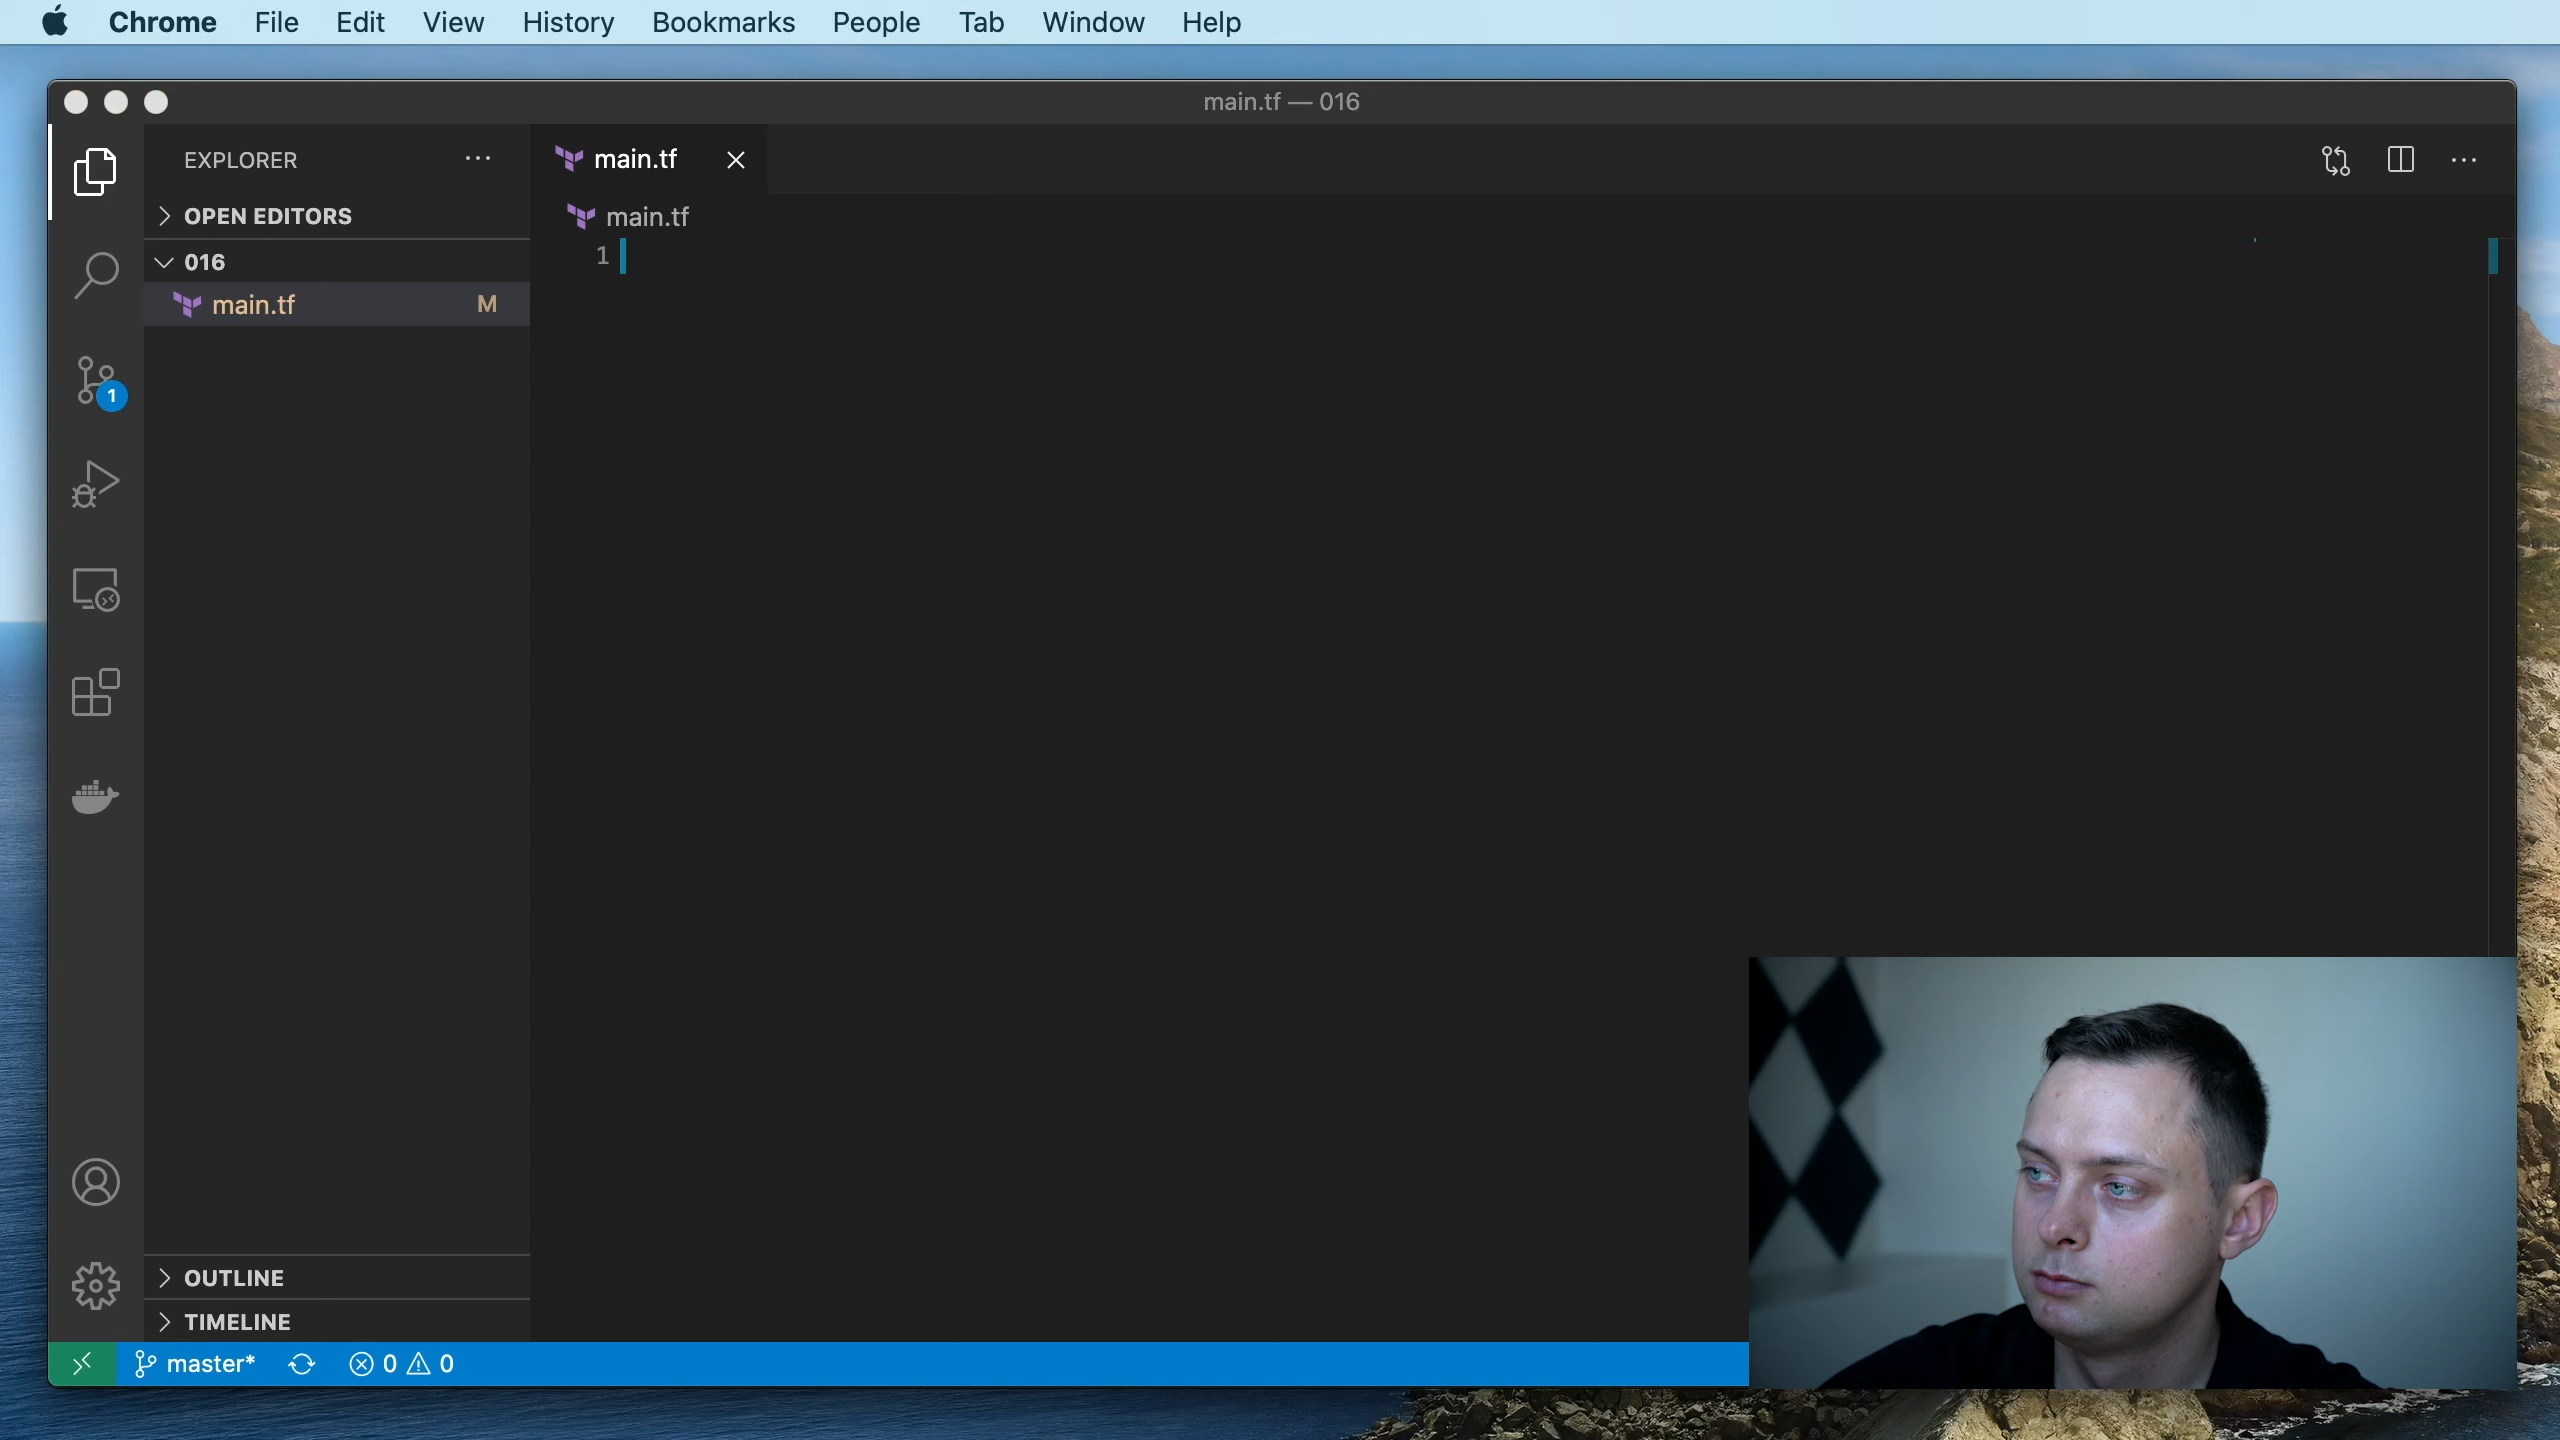 Chrome File Edit View History Bookmarks People Tab Window Help
main.tf — 016
EXPLORER
main.tf
OPEN EDITORS
main.tf
1
016
main.tf M
1
OUTLINE
TIMELINE
master* 0 0